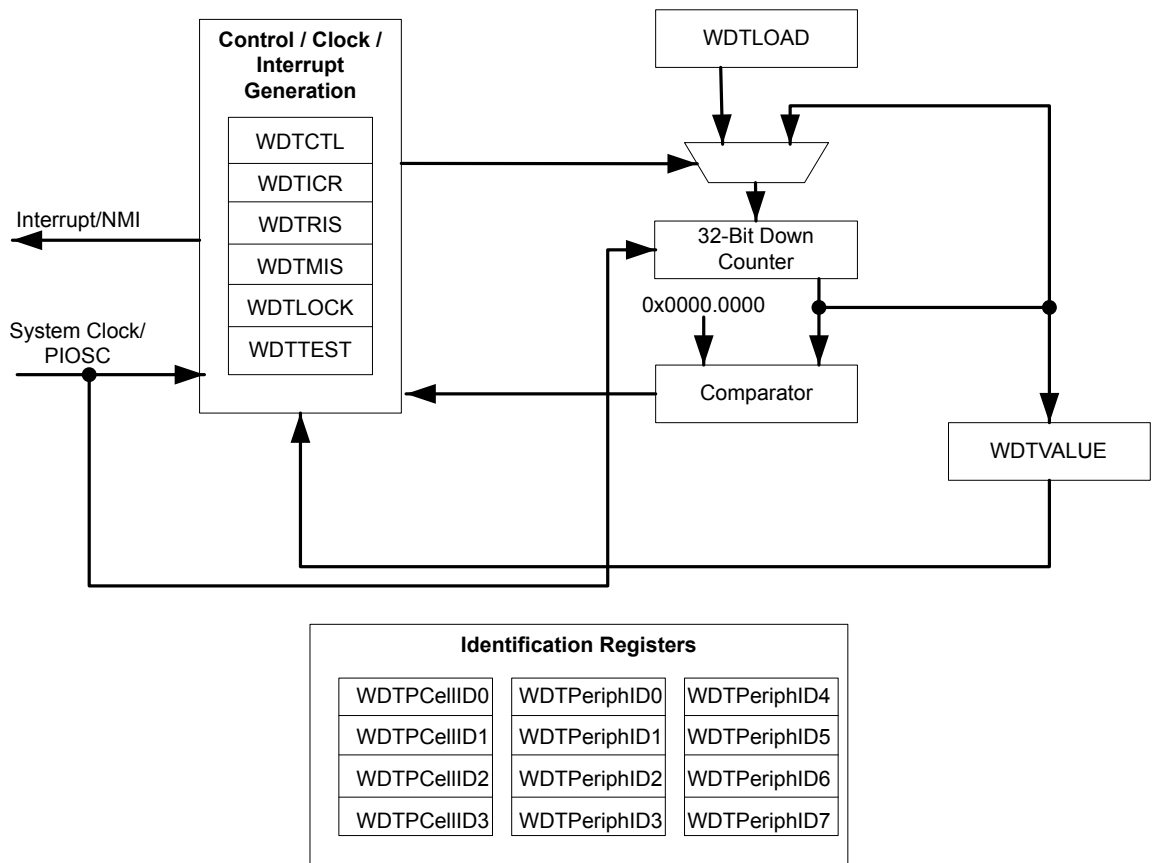 Control / Clock /
Interrupt
Generation
WDTCTL
WDTICR
WDTRIS
WDTMIS
WDTLOCK
WDTTEST
Interrupt/NMI
System Clock/
PIOSC
WDTLOAD
32-Bit Down
Counter
0x0000.0000
Comparator
WDTVALUE
Identification Registers
WDTPCellID0
WDTPeriphID0
WDTPeriphID4
WDTPCellID1
WDTPeriphID1
WDTPeriphID5
WDTPCellID2
WDTPeriphID2
WDTPeriphID6
WDTPCellID3
WDTPeriphID3
WDTPeriphID7